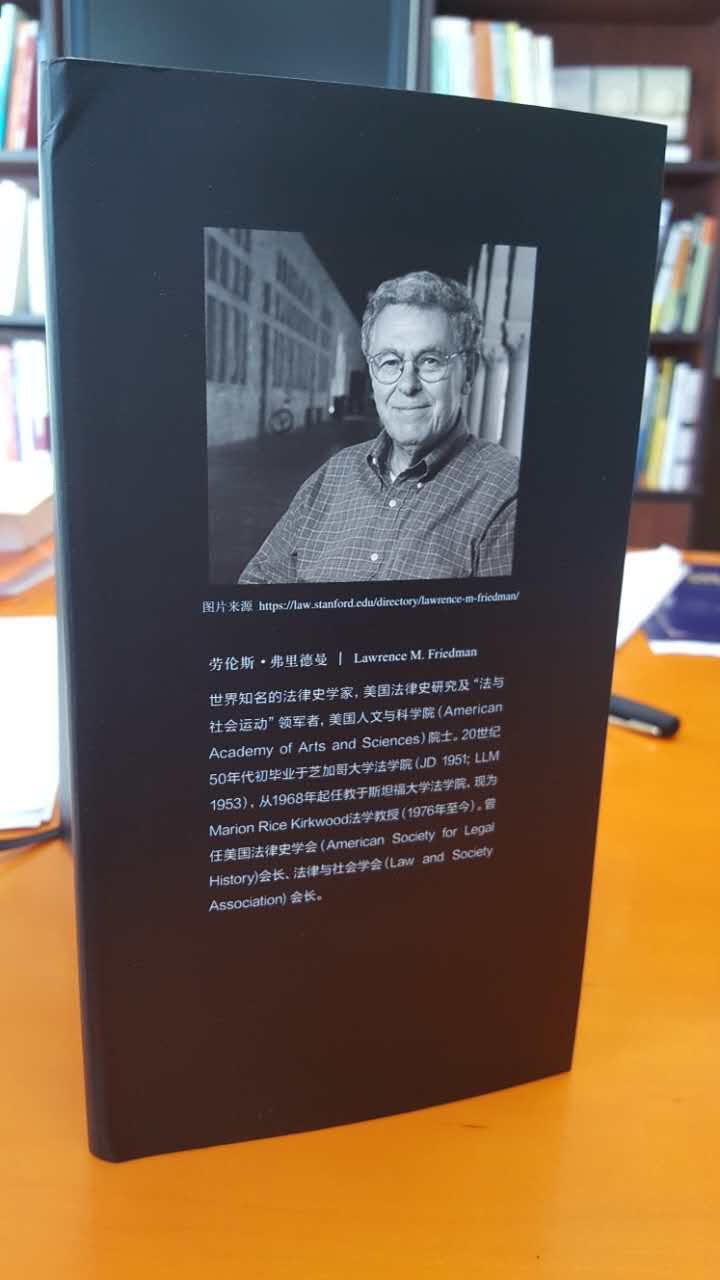 图片来源 https://law.stanford.edu/directory/lawrence-m-friedman/
劳伦斯·弗里德曼 | Lawrence M. Friedman
世界知名的法律史学家，美国法律史研究及“法与
社会运动”领军者，美国人文与科学院（American
Academy of Arts and Sciences）院士。20世纪
50年代初毕业于芝加哥大学法学院（JD 1951; LLM
1953），从1968年起任教于斯坦福大学法学院，现为
Marion Rice Kirkwood法学教授（1976年至今）。曾
任美国法律史学会（American Society for Legal
History)会长、法律与社会学会（Law and Society
Association) 会长。